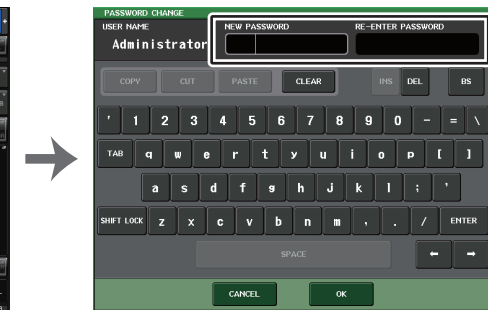 PASSWORD CHANGE
USER NAME NEW PASSWORD RE-ENTER PASSWORD
Administrator
COPY CUT PASTE CLEAR INS DEL BS
' 1 2 3 4 5 6 7 8 9 0 - = \
TAB q w e r t y u i o p [ ]
a s d f g h j k l ; '
SHIFT LOCK z x c v b n m , . / ENTER
SPACE ← →
CANCEL OK